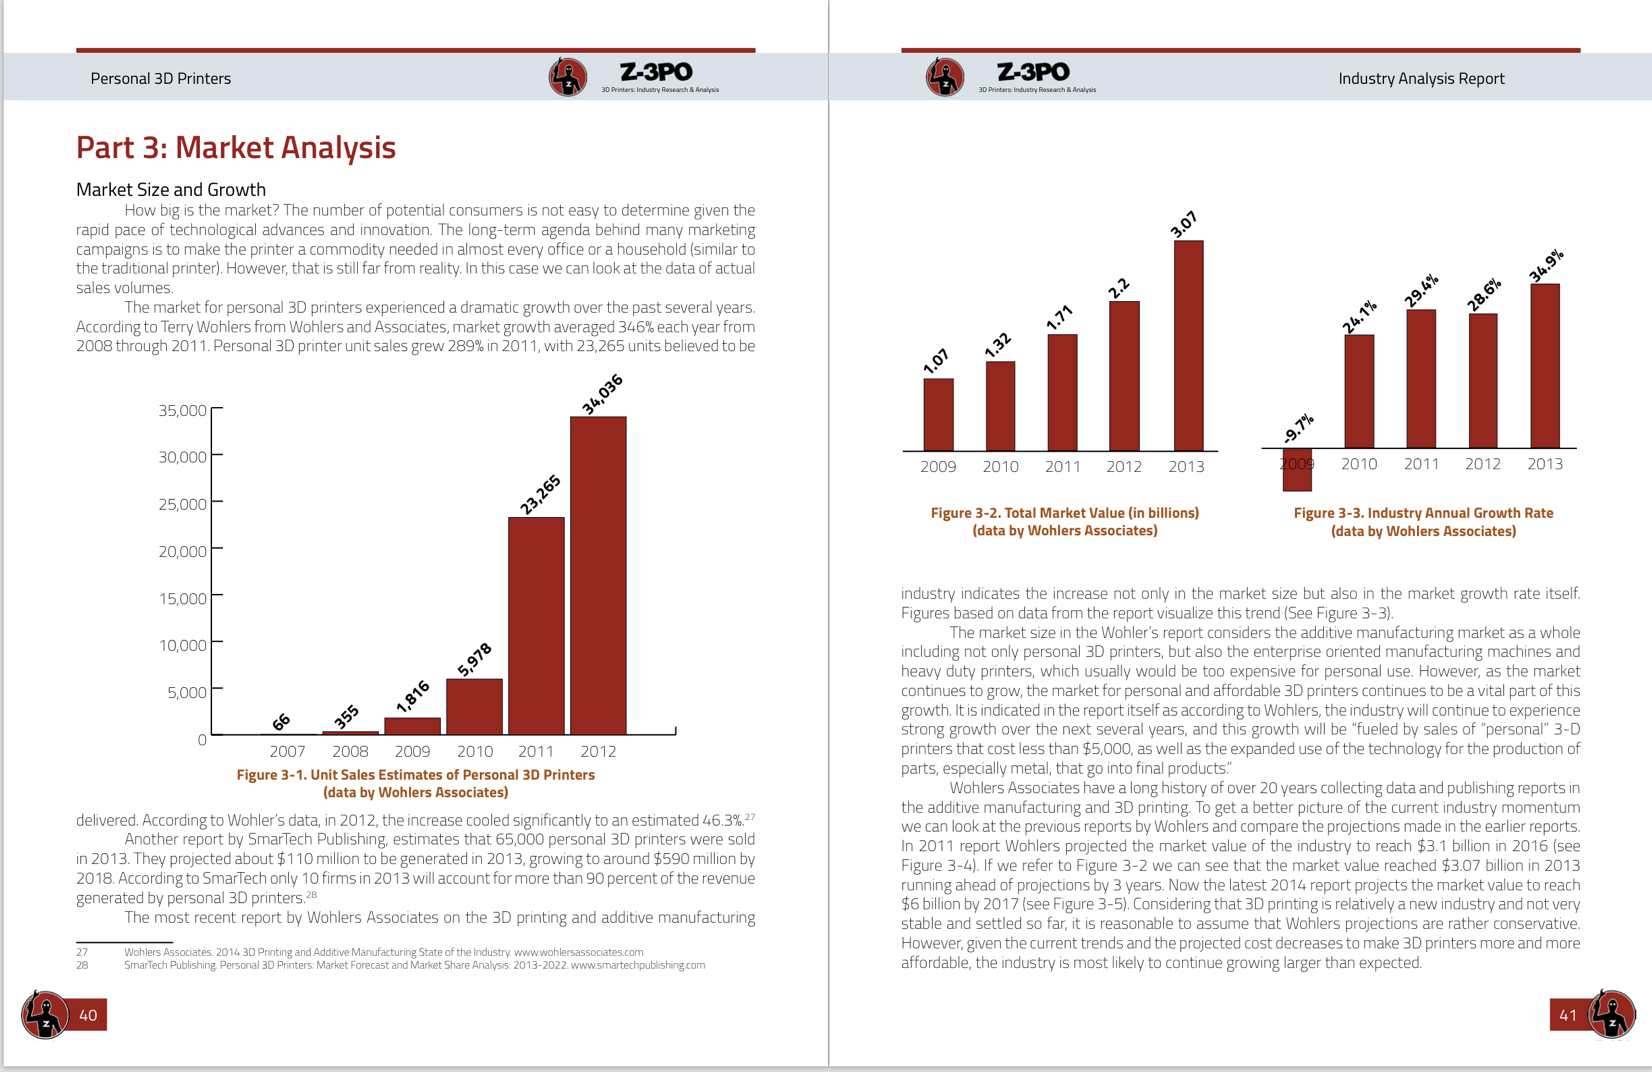 Personal 3D Printers
Z
Z-3PO
3D Printers: Industry Research & Analysis
Part 3: Market Analysis
Market Size and Growth
How big is the market? The number of potential consumers is not easy to determine given the
rapid pace of technological advances and innovation. The long-term agenda behind many marketing
campaigns is to make the printer a commodity needed in almost every office or a household (similar to
the traditional printer). However, that is still far from reality. In this case we can look at the data of actual
sales volumes.
The market for personal 3D printers experienced a dramatic growth over the past several years.
According to Terry Wohlers from Wohlers and Associates, market growth averaged 346% each year from
2008 through 2011. Personal 3D printer unit sales grew 289% in 2011, with 23,265 units believed to be
35,000
30,000
25,000
20,000
15,000
10,000
5,000
0
66
355
1,816
5,978
23,265
34,036
2007 2008 2009 2010 2011 2012
Figure 3-1. Unit Sales Estimates of Personal 3D Printers
(data by Wohlers Associates)
delivered. According to Wohler's data, in 2012, the increase cooled significantly to an estimated 46.3%.27
Another report by SmarTech Publishing, estimates that 65,000 personal 3D printers were sold
in 2013. They projected about $110 million to be generated in 2013, growing to around $590 million by
2018. According to SmarTech only 10 firms in 2013 will account for more than 90 percent of the revenue
generated by personal 3D printers.28
The most recent report by Wohlers Associates on the 3D printing and additive manufacturing
27 Wohlers Associates. 2014 3D Printing and Additive Manufacturing State of the Industry. www.wohlersassociates.com
28 SmarTech Publishing. Personal 3D Printers: Market Forecast and Market Share Analysis: 2013-2022. www.smartechpublishing.com
Z
40
Z
Z-3PO
3D Printers: Industry Research & Analysis
Industry Analysis Report
1.07
1.32
1.71
2.2
3.07
2009 2010 2011 2012 2013
Figure 3-2. Total Market Value (in billions)
(data by Wohlers Associates)
-9.7%
24.1%
29.4%
28.6%
34.9%
2009 2010 2011 2012 2013
Figure 3-3. Industry Annual Growth Rate
(data by Wohlers Associates)
industry indicates the increase not only in the market size but also in the market growth rate itself.
Figures based on data from the report visualize this trend (See Figure 3-3).
The market size in the Wohler's report considers the additive manufacturing market as a whole
including not only personal 3D printers, but also the enterprise oriented manufacturing machines and
heavy duty printers, which usually would be too expensive for personal use. However, as the market
continues to grow, the market for personal and affordable 3D printers continues to be a vital part of this
growth. It is indicated in the report itself as according to Wohlers, the industry will continue to experience
strong growth over the next several years, and this growth will be “fueled by sales of “personal” 3-D
printers that cost less than $5,000, as well as the expanded use of the technology for the production of
parts, especially metal, that go into final products.”
Wohlers Associates have a long history of over 20 years collecting data and publishing reports in
the additive manufacturing and 3D printing. To get a better picture of the current industry momentum
we can look at the previous reports by Wohlers and compare the projections made in the earlier reports.
In 2011 report Wohlers projected the market value of the industry to reach $3.1 billion in 2016 (see
Figure 3-4). If we refer to Figure 3-2 we can see that the market value reached $3.07 billion in 2013
running ahead of projections by 3 years. Now the latest 2014 report projects the market value to reach
$6 billion by 2017 (see Figure 3-5). Considering that 3D printing is relatively a new industry and not very
stable and settled so far, it is reasonable to assume that Wohlers projections are rather conservative.
However, given the current trends and the projected cost decreases to make 3D printers more and more
affordable, the industry is most likely to continue growing larger than expected.
41
Z